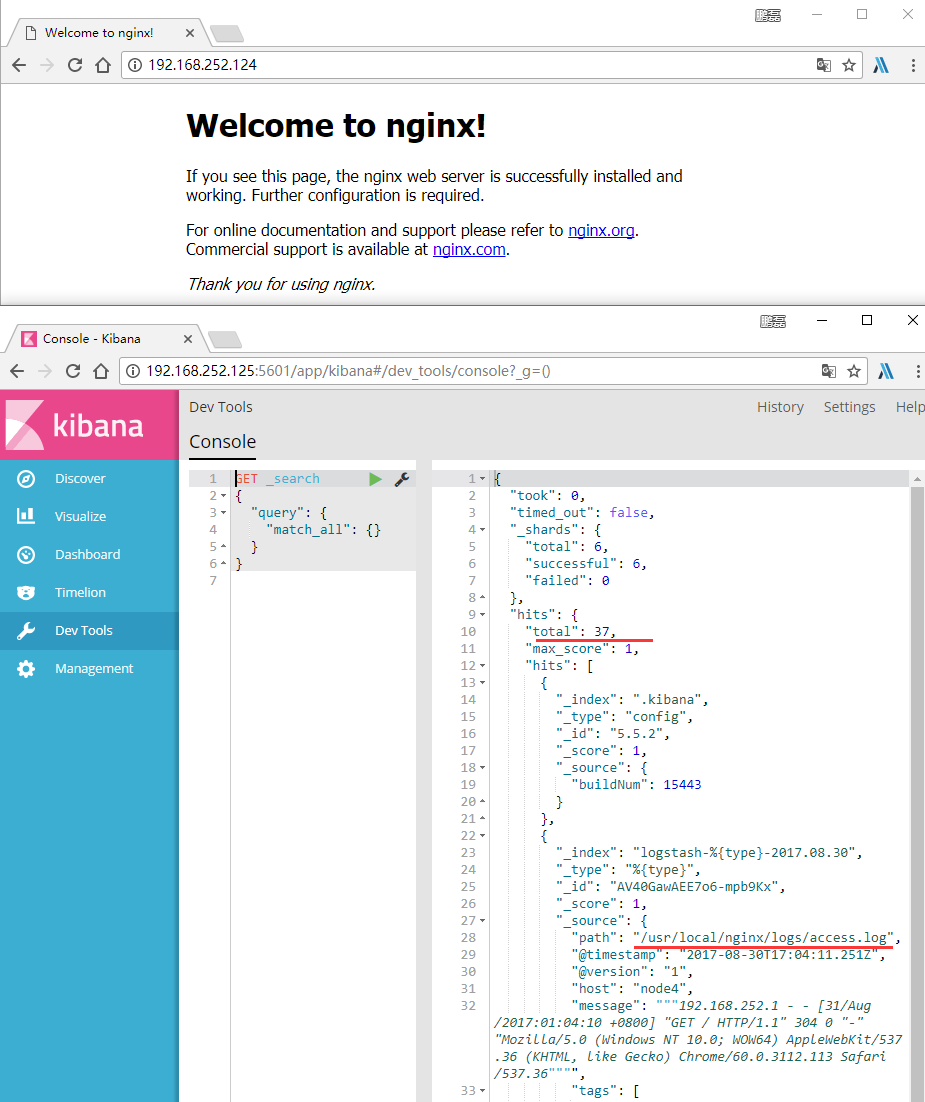 鹏磊
Welcome to nginx!
192.168.252.124
Welcome to nginx!
If you see this page, the nginx web server is successfully installed and
working. Further configuration is required.
For online documentation and support please refer to nginx.org.
Commercial support is available at nginx.com.
Thank you for using nginx.
鹏磊
Console - Kibana
192.168.252.125:5601/app/kibana#/dev_tools/console?_g=()
kibana
Discover
Visualize
Dashboard
Timelion
Dev Tools
Management
Dev Tools
History Settings Help
Console
1 GET _search
2 {
3 "query": {
4 "match_all": {}
5 }
6 }
7
1 {
2 "took": 0,
3 "timed_out": false,
4 "_shards": {
5 "total": 6,
6 "successful": 6,
7 "failed": 0
8 },
9 "hits": {
10 "total": 37,
11 "max_score": 1,
12 "hits": [
13 {
14 "_index": ".kibana",
15 "_type": "config",
16 "_id": "5.5.2",
17 "_score": 1,
18 "_source": {
19 "buildNum": 15443
20 }
21 },
22 {
23 "_index": "logstash-%{type}-2017.08.30",
24 "_type": "%{type}",
25 "_id": "AV40GawAEE7o6-mpb9Kx",
26 "_score": 1,
27 "_source": {
28 "path": "/usr/local/nginx/logs/access.log",
29 "@timestamp": "2017-08-30T17:04:11.251Z",
30 "@version": "1",
31 "host": "node4",
32 "message": """192.168.252.1 - - [31/Aug
/2017:01:04:10 +0800] "GET / HTTP/1.1" 304 0 "-"
"Mozilla/5.0 (Windows NT 10.0; WOW64) AppleWebKit/537
.36 (KHTML, like Gecko) Chrome/60.0.3112.113 Safari
/537.36"""",
33 "tags": [